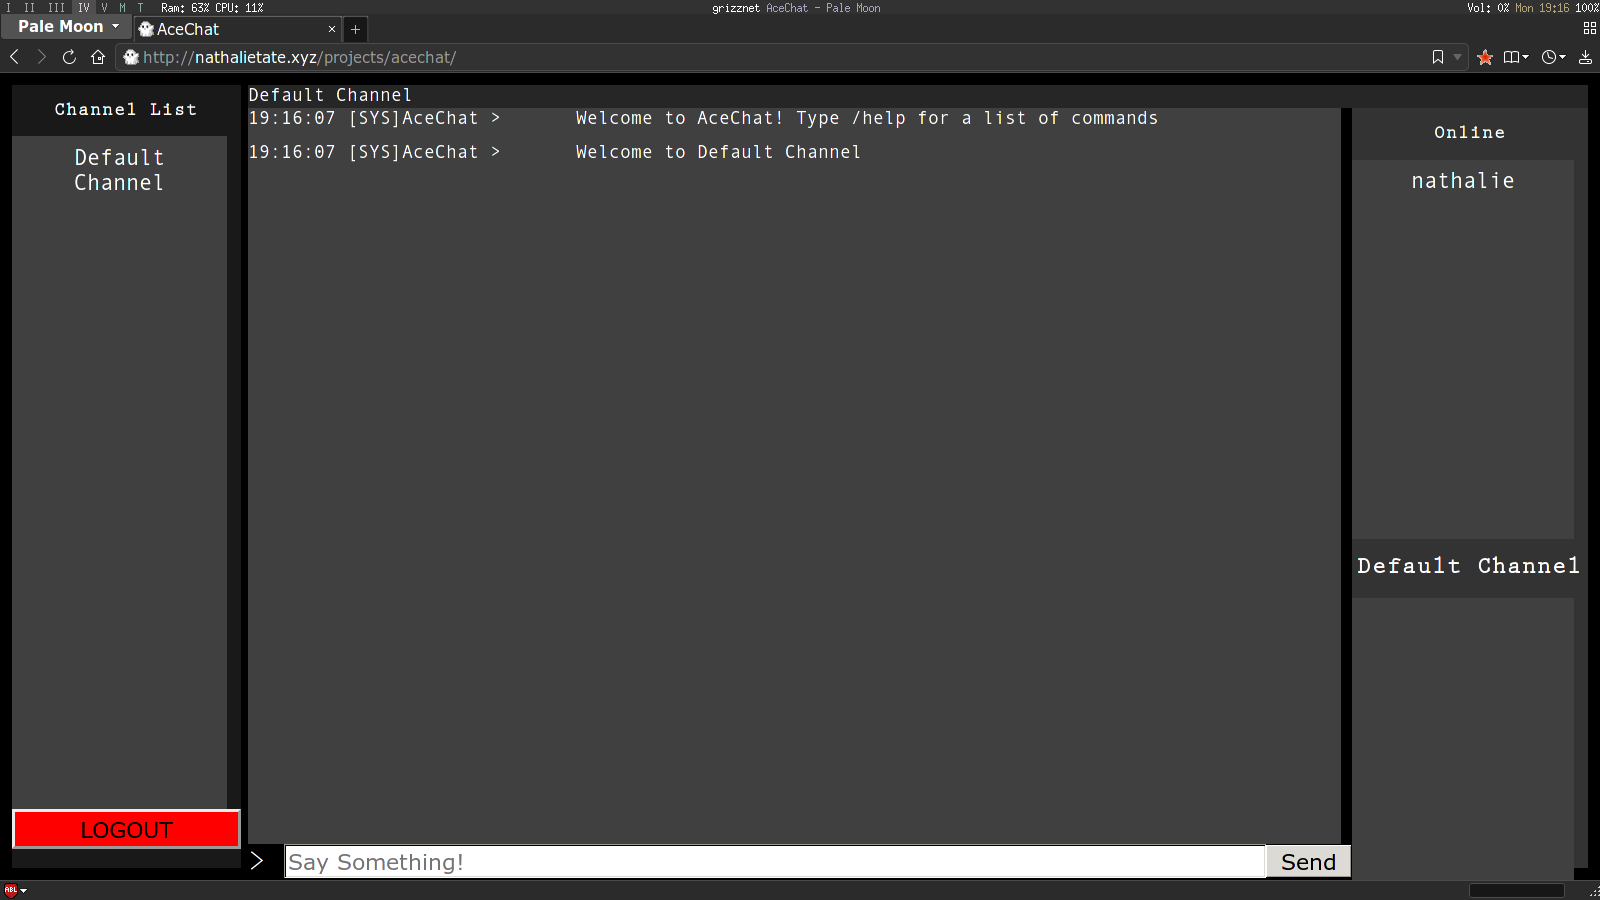 I II III IV V M T Ram: 63% CPU: 11% grizznet AceChat - Pale Moon Vol: 0% Mon 19:16 100%
Pale Moon AceChat × +
http://nathalietate.xyz/projects/acechat/
Channel List
Default
Channel
LOGOUT
Default Channel
19:16:07 [SYS]AceChat > Welcome to AceChat! Type /help for a list of commands
19:16:07 [SYS]AceChat > Welcome to Default Channel
> Say Something! Send
Online
nathalie
Default Channel
ABL